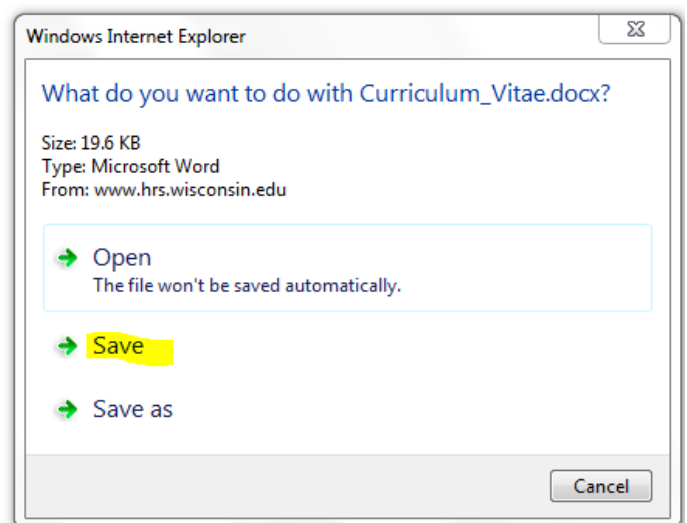 Windows Internet Explorer
What do you want to do with Curriculum_Vitae.docx?
Size: 19.6 KB
Type: Microsoft Word
From: www.hrs.wisconsin.edu
Open
The file won't be saved automatically.
Save
Save as
Cancel